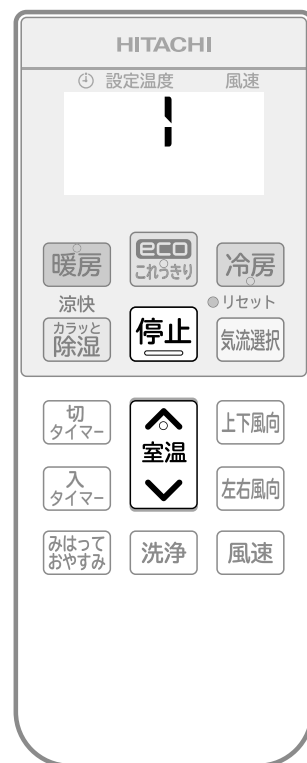 HITACHI
設定温度 風速
1
暖房
eco
これっきり
冷房
涼快
カラッと
除湿
停止
リセット
気流選択
切
タイマー
室温
上下風向
入
タイマー
左右風向
みはって
おやすみ
洗浄
風速